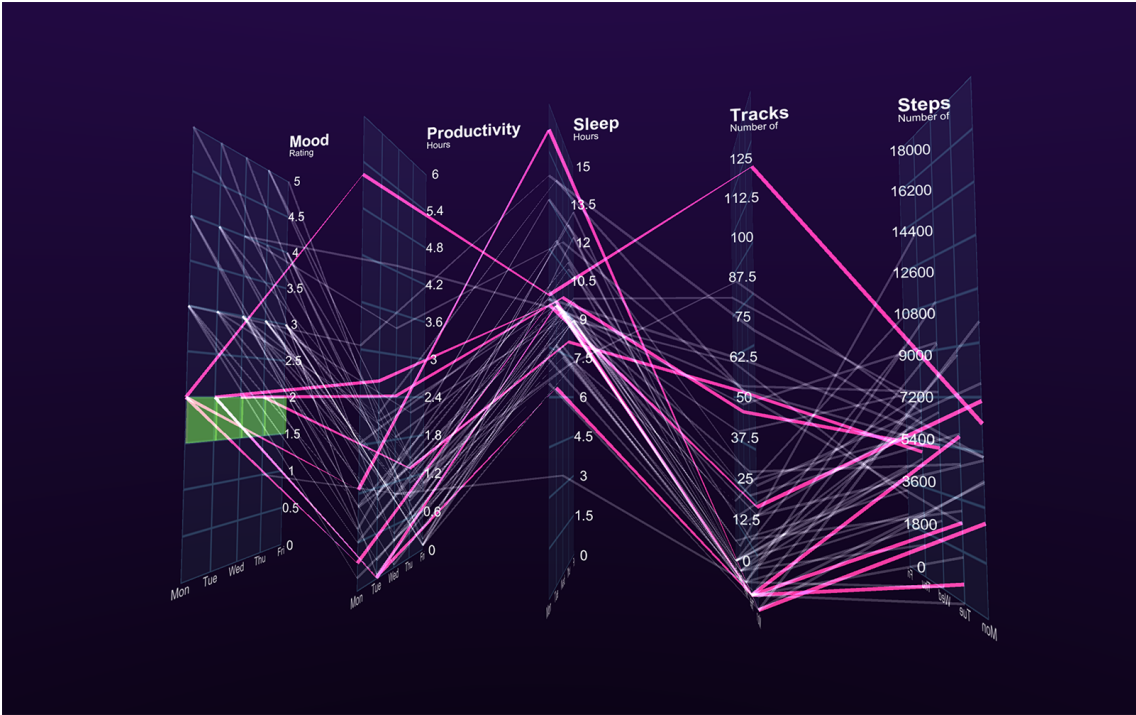 Mood
Rating
5
4.5
4
3.5
3
2.5
2
1.5
1
0.5
0
Mon
Tue
Wed
Thu
Fri
Productivity
Hours
6
5.4
4.8
4.2
3.6
3
2.4
1.8
1.2
0.6
0
Mon
Tue
Wed
Thu
Fri
Sleep
Hours
15
13.5
12
10.5
9
7.5
6
4.5
3
1.5
0
Tracks
Number of
125
112.5
100
87.5
75
62.5
50
37.5
25
12.5
0
Steps
Number of
18000
16200
14400
12600
10800
9000
7200
5400
3600
1800
0
Wed
Tue
Mon